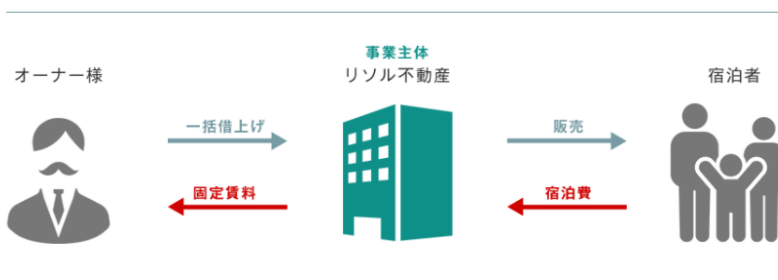 オーナー様
事業主体
リソル不動産
宿泊者
一括借上げ
販売
固定賃料
宿泊費